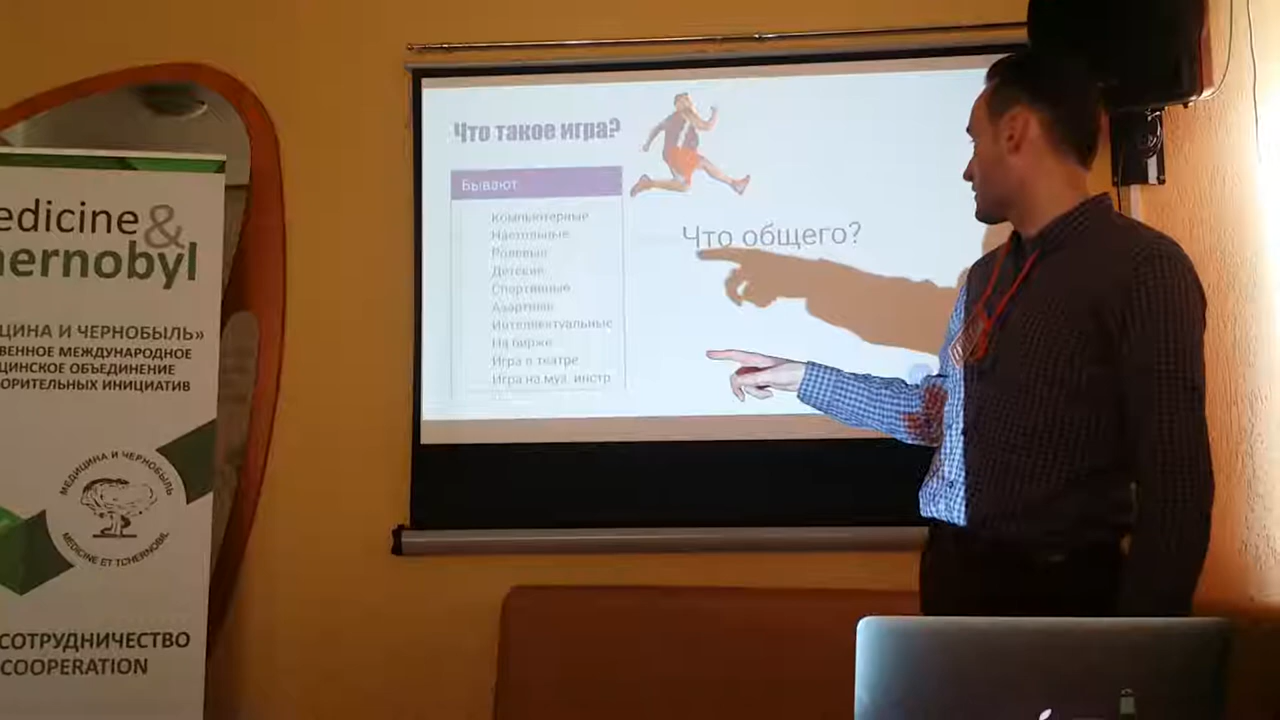 edicine &
hernobyl
ЦИНА И ЧЕРНОБЫЛЬ»
ВЕННОЕ МЕЖДУНАРОДНОЕ
ЦИНСКОЕ ОБЪЕДИНЕНИЕ
ОРИТЕЛЬНЫХ ИНИЦИАТИВ
МЕДИЦИНА И ЧЕРНОБЫЛЬ
MEDICINE ET TCHERNOBIL
СОТРУДНИЧЕСТВО
COOPERATION
Что такое игра?
Бывают
Компьютерные
Настольные
Ролевые
Детские
Спортивные
Азартные
Интеллектуальные
На бирже
Игра в театре
Игра на муз. инстр
Что общего?